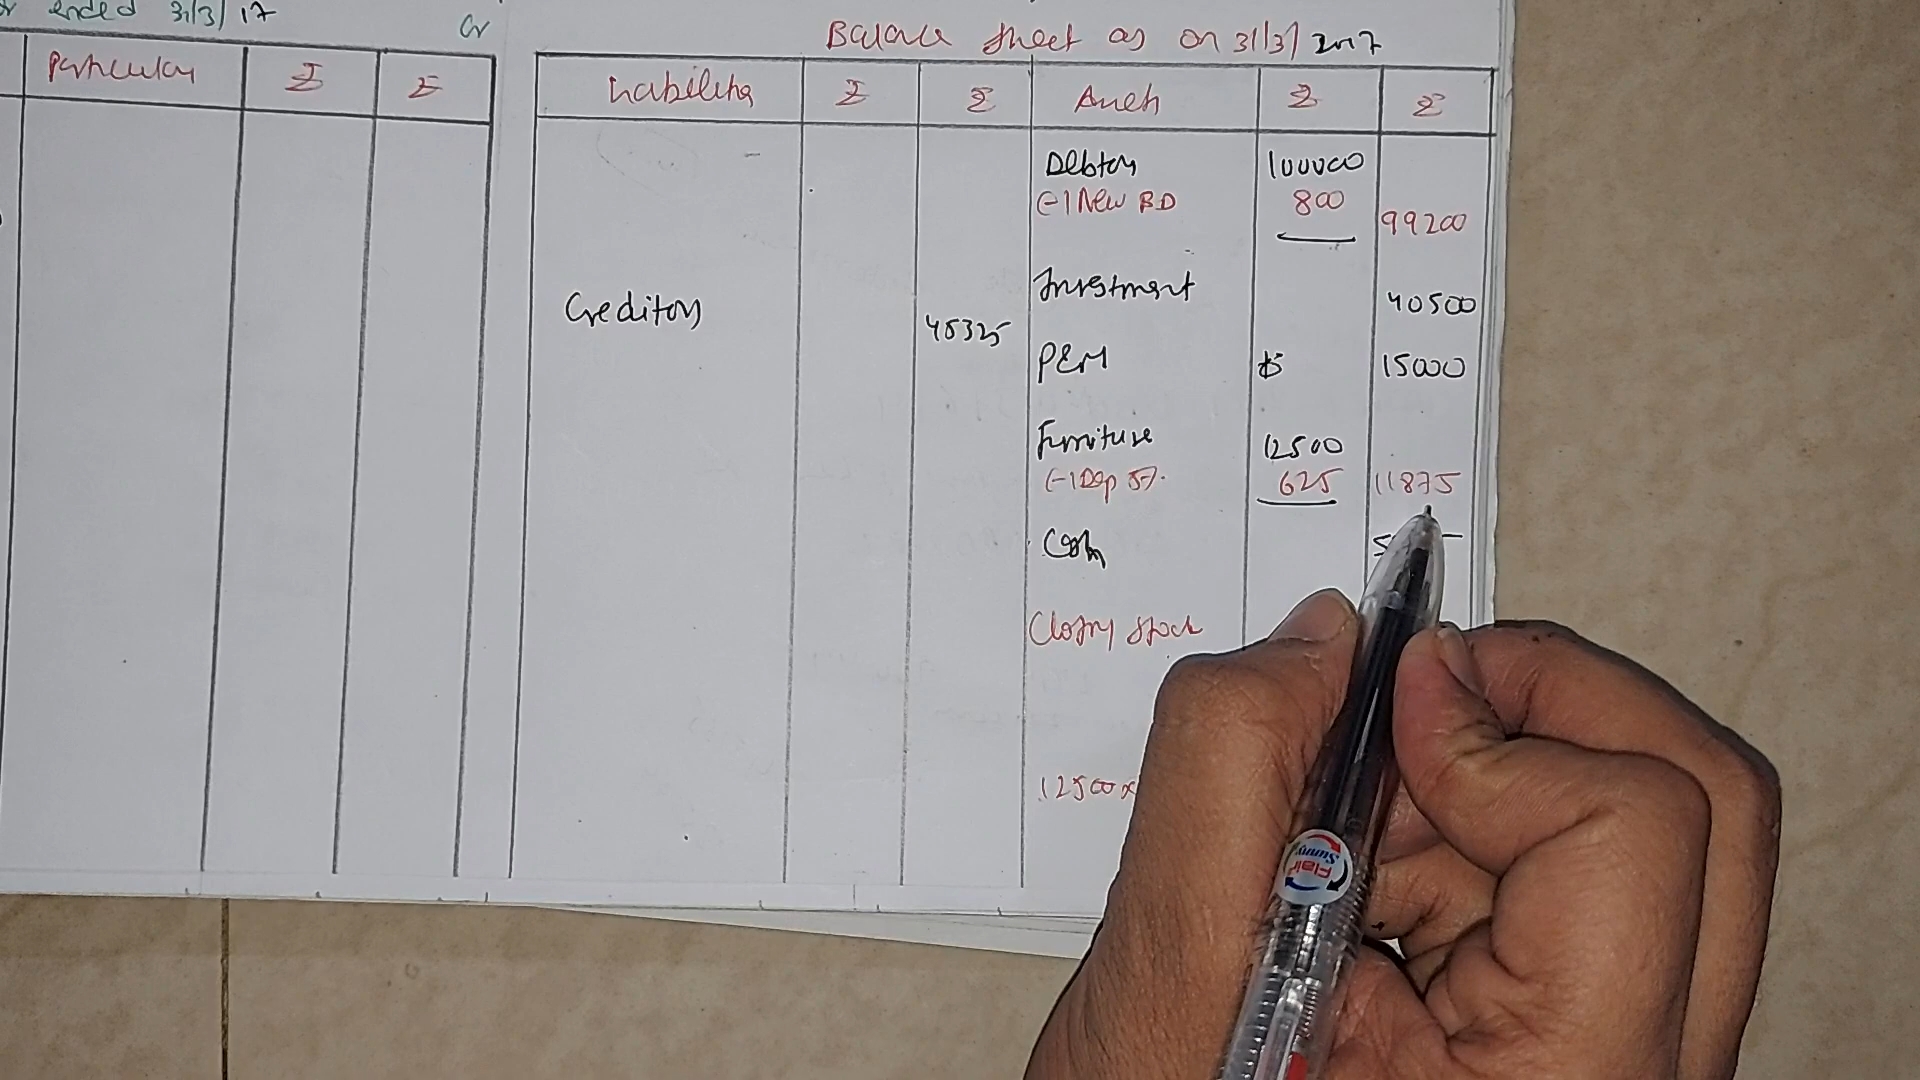 ended 31/3/17
Cr
Particular ₹ ₹
Balance Sheet as on 31/3/2017
Liabilities ₹ ₹ Assets ₹ ₹
Debtors 100000
(-) New BD 800 99200
Investment 40500
Creditors 45325
P&M 15000
Furniture 12500
(-) Dep 5%. 625 11875
Cash
Closing Stock
12500x
Flair
Sunny